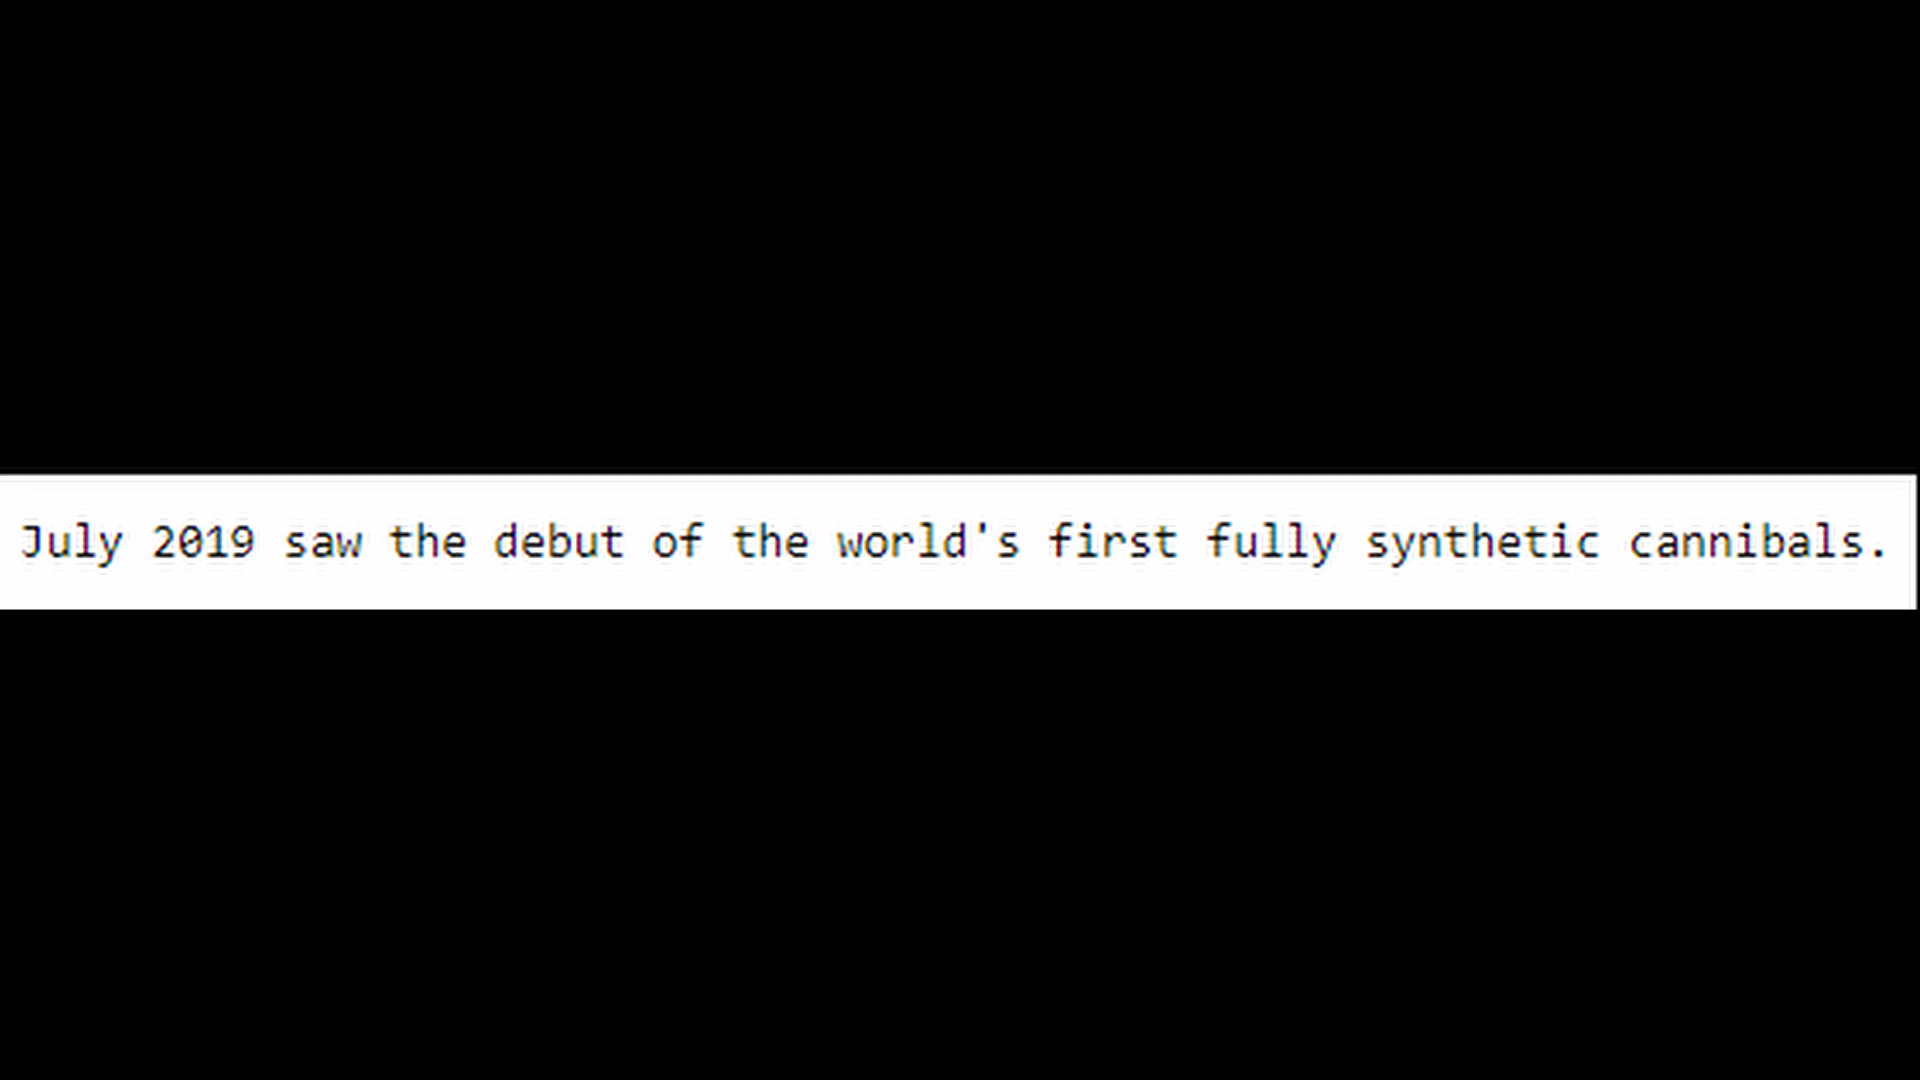 July 2019 saw the debut of the world's first fully synthetic cannibals.